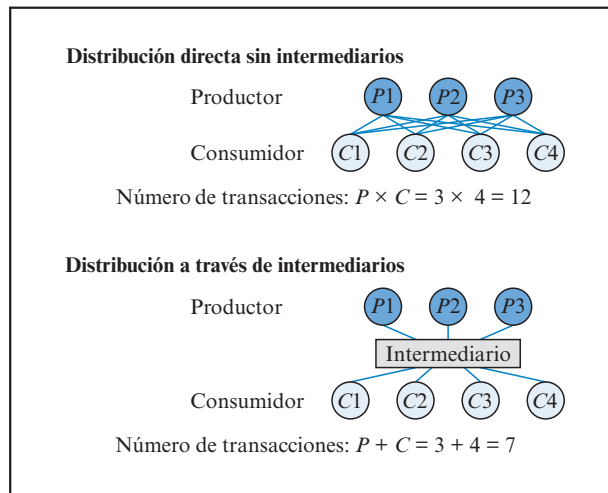 Distribución directa sin intermediarios
Productor P1 P2 P3
Consumidor C1 C2 C3 C4
Número de transacciones: P × C = 3 × 4 = 12
Distribución a través de intermediarios
Productor P1 P2 P3
Intermediario
Consumidor C1 C2 C3 C4
Número de transacciones: P + C = 3 + 4 = 7